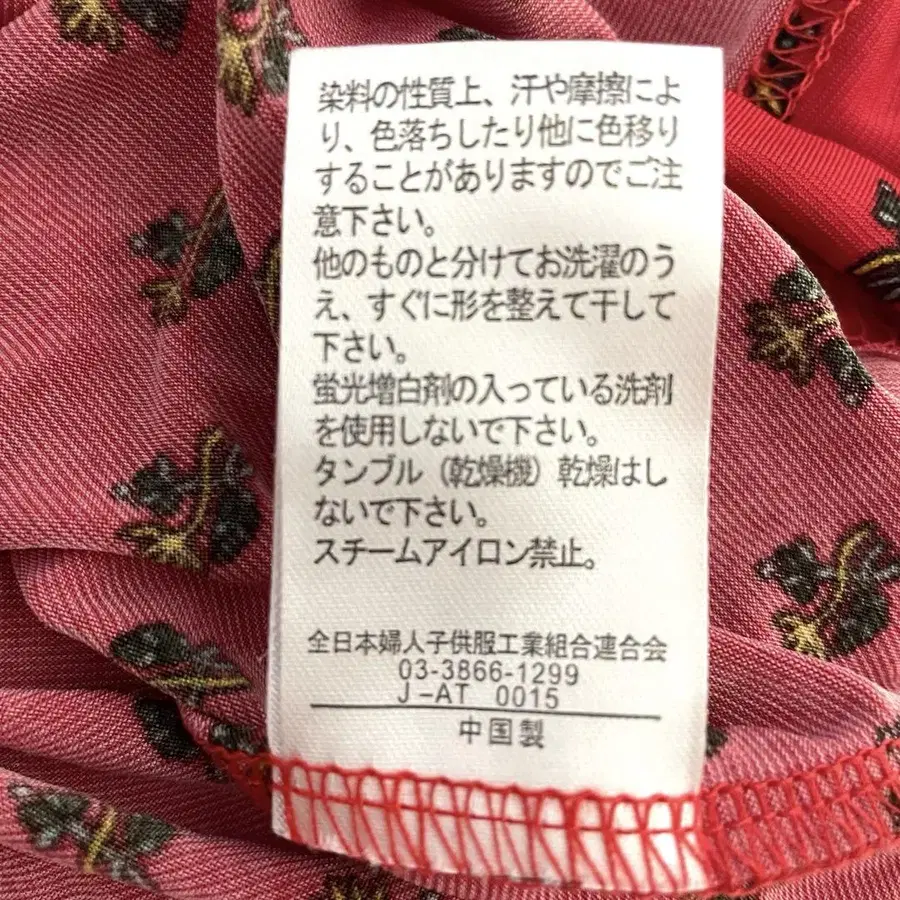 染料の性質上、汗や摩擦によ
り、色落ちしたり他に色移り
することがありますのでご注
意下さい。
他のものと分けてお洗濯のう
え、すぐに形を整えて干して
下さい。
蛍光増白剤の入っている洗剤
を使用しないで下さい。
タンブル（乾燥機）乾燥はし
ないで下さい。
スチームアイロン禁止。
全日本婦人子供服工業組合連合会
03-3866-1299
J-AT 0015
中国製